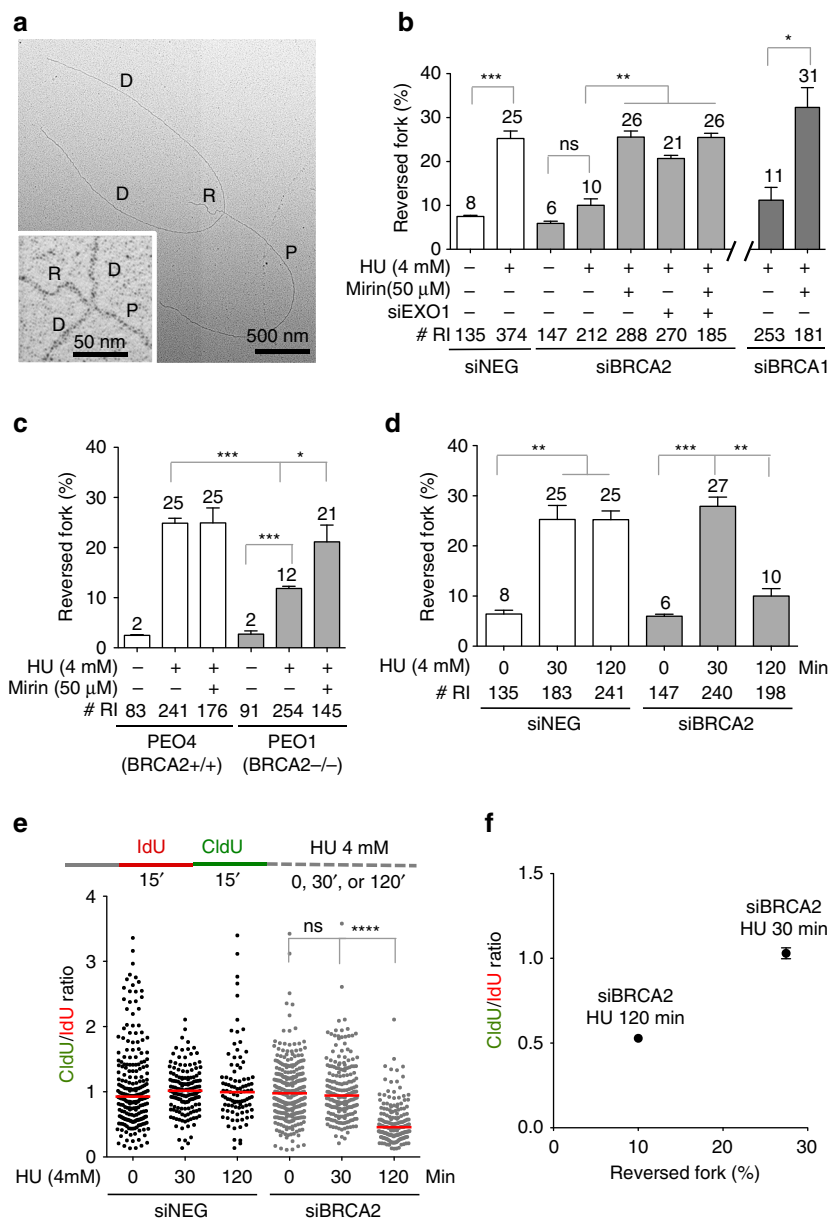 a
D
D
R
P
R
D
D
P
50 nm
500 nm
b
Reversed fork (%)
40
30
20
10
0
***
ns
**
*
8
25
6
10
26
21
26
11
31
HU (4 mM) – + – + + + + + +
Mirin(50 μM) – – – – + – + – +
siEXO1 – – – – – + + – –
# RI 135 374 147 212 288 270 185 253 181
siNEG siBRCA2 siBRCA1
c
Reversed fork (%)
40
30
20
10
0
***
*
***
2
25
25
2
12
21
HU (4 mM) – + + – + +
Mirin (50 μM) – – + – – +
# RI 83 241 176 91 254 145
PEO4 PEO1
(BRCA2+/+) (BRCA2–/–)
d
Reversed fork (%)
40
30
20
10
0
**
***
**
8
25
25
6
27
10
HU (4 mM) 0 30 120 0 30 120 Min
# RI 135 183 241 147 240 198
siNEG siBRCA2
e
IdU CldU HU 4 mM
15′ 15′ 0, 30′, or 120′
CldU/IdU ratio
4
3
2
1
0
ns
****
HU (4mM) 0 30 120 0 30 120 Min
siNEG siBRCA2
f
CldU/IdU ratio
1.5
1.0
0.5
0.0
siBRCA2
HU 30 min
siBRCA2
HU 120 min
0 10 20 30
Reversed fork (%)